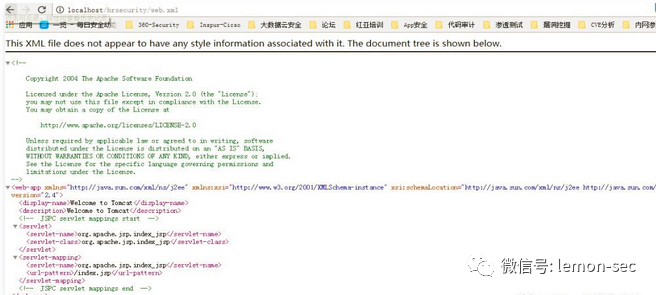 localhost/hrsecurity/web.xml
应用 一览 - 每日安全动 360-Security Inspur-Cicso 大数据云安全 论坛 红亚培训 App安全 代码审计 渗透测试 漏洞挖掘 CVE分析 内网参
This XML file does not appear to have any style information associated with it. The document tree is shown below.
▼<!--
Copyright 2004 The Apache Software Foundation
Licensed under the Apache License, Version 2.0 (the "License");
you may not use this file except in compliance with the License.
You may obtain a copy of the License at
http://www.apache.org/licenses/LICENSE-2.0
Unless required by applicable law or agreed to in writing, software
distributed under the License is distributed on an "AS IS" BASIS,
WITHOUT WARRANTIES OR CONDITIONS OF ANY KIND, either express or implied.
See the License for the specific language governing permissions and
limitations under the License.
-->
▼<web-app xmlns="http://java.sun.com/xml/ns/j2ee" xmlns:xsi="http://www.w3.org/2001/XMLSchema-instance" xsi:schemaLocation="http://java.sun.com/xml/ns/j2ee http://java.sun.
version="2.4">
<display-name>Welcome to Tomcat</display-name>
<description>Welcome to Tomcat</description>
<!-- JSPC servlet mappings start -->
▼<servlet>
<servlet-name>org.apache.jsp.index_jsp</servlet-name>
<servlet-class>org.apache.jsp.index_jsp</servlet-class>
</servlet>
▼<servlet-mapping>
<servlet-name>org.apache.jsp.index_jsp</servlet-name>
<url-pattern>/index.jsp</url-pattern>
</servlet-mapping>
<!-- JSPC servlet mappings end -->
微信号: lemon-sec